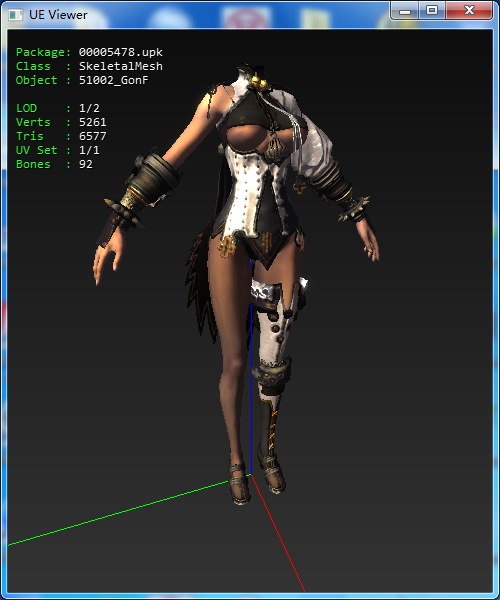 UE Viewer
Package: 00005478.upk
Class : SkeletalMesh
Object : 51002_GonF
LOD : 1/2
Verts : 5261
Tris : 6577
UV Set : 1/1
Bones : 92